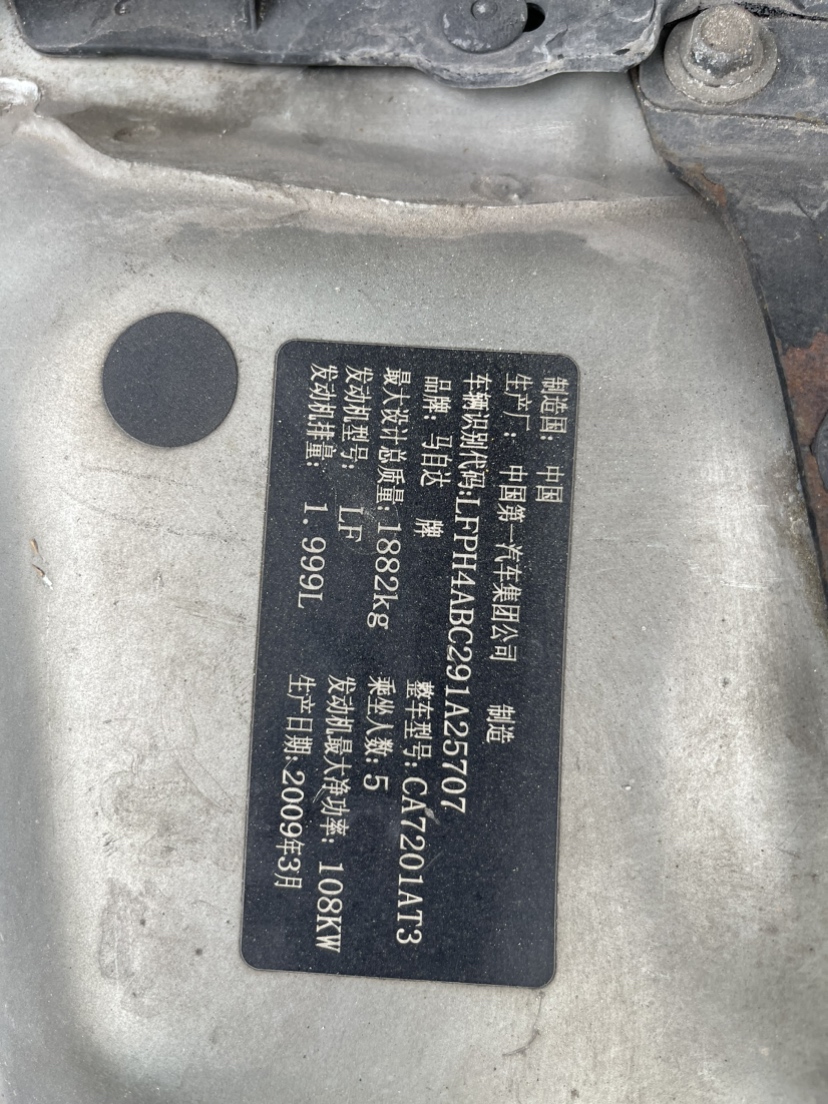 制造国: 中国
生产厂: 中国第一汽车集团公司 制造
车辆识别代码:LFPH4ABC291A25707
品牌: 马自达 牌 整车型号:CA7201AT3
最大设计总质量:1882kg 乘坐人数:5
发动机型号: LF 发动机最大净功率: 108KW
发动机排量: 1.999L 生产日期:2009年3月